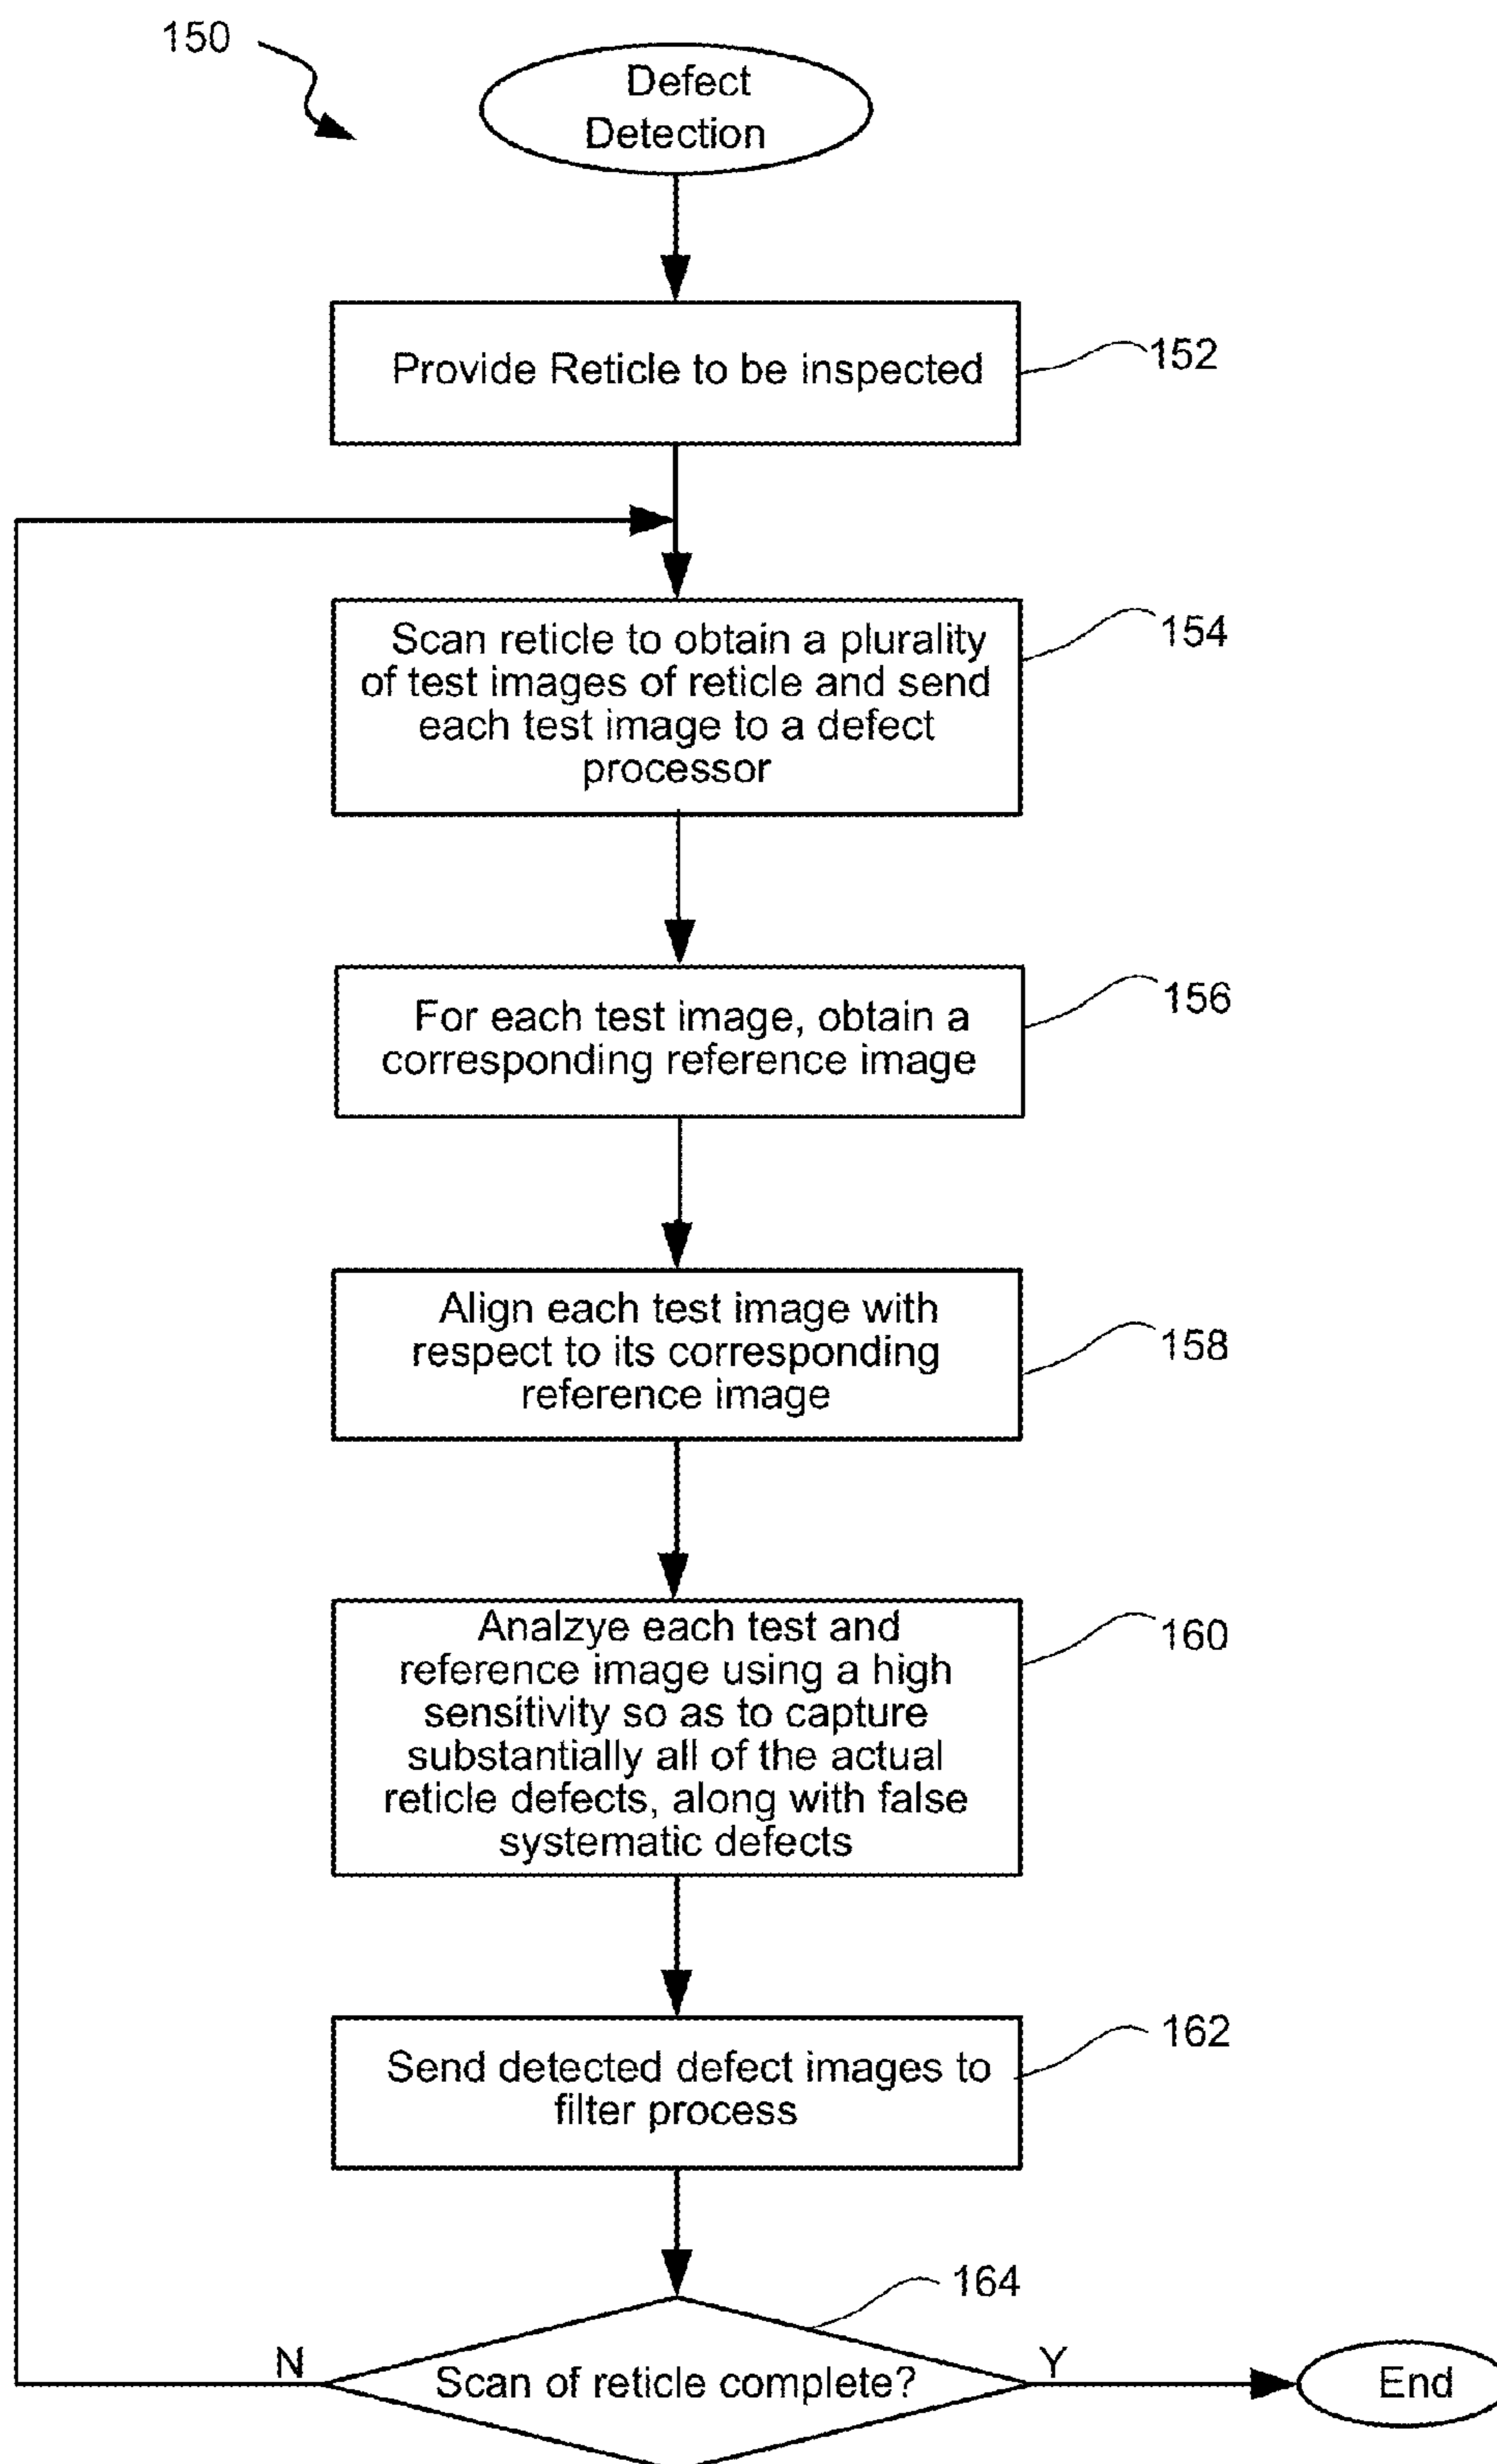 150
Defect
Detection
Provide Reticle to be inspected
152
Scan reticle to obtain a plurality
of test images of reticle and send
each test image to a defect
processor
154
For each test image, obtain a
corresponding reference image
156
Align each test image with
respect to its corresponding
reference image
158
Analzye each test and
reference image using a high
sensitivity so as to capture
substantially all of the actual
reticle defects, along with false
systematic defects
160
Send detected defect images to
filter process
162
164
N
Scan of reticle complete?
Y
End